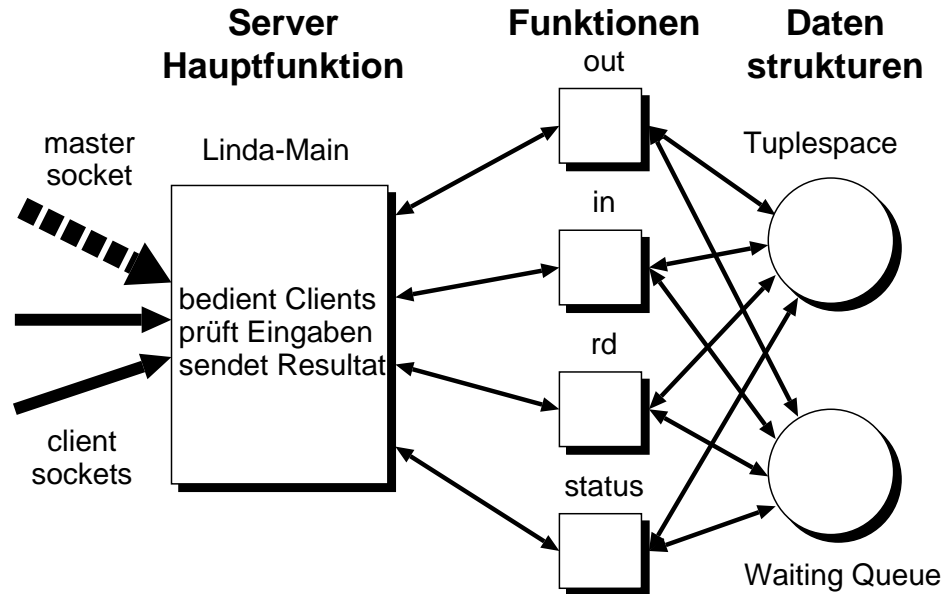 Server
Hauptfunktion
Funktionen
Daten
strukturen
out
master
socket
Linda-Main
Tuplespace
in
bedient Clients
prüft Eingaben
sendet Resultat
rd
client
sockets
status
Waiting Queue